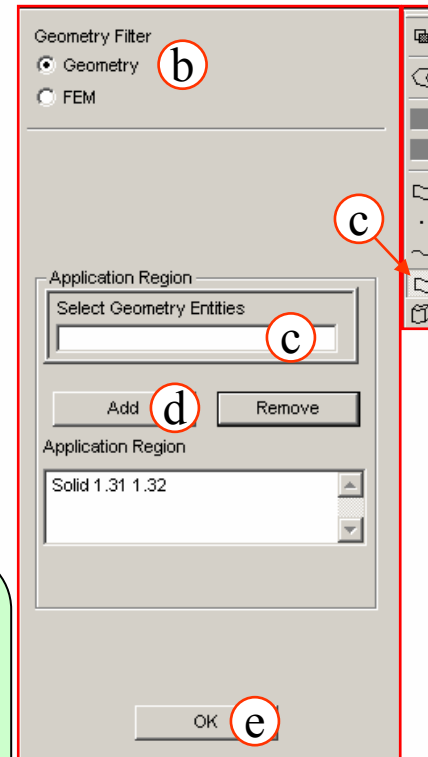 Geometry Filter
Geometry b
FEM
c
Application Region
Select Geometry Entities
c
Add d Remove
Application Region
Solid 1.31 1.32
OK e